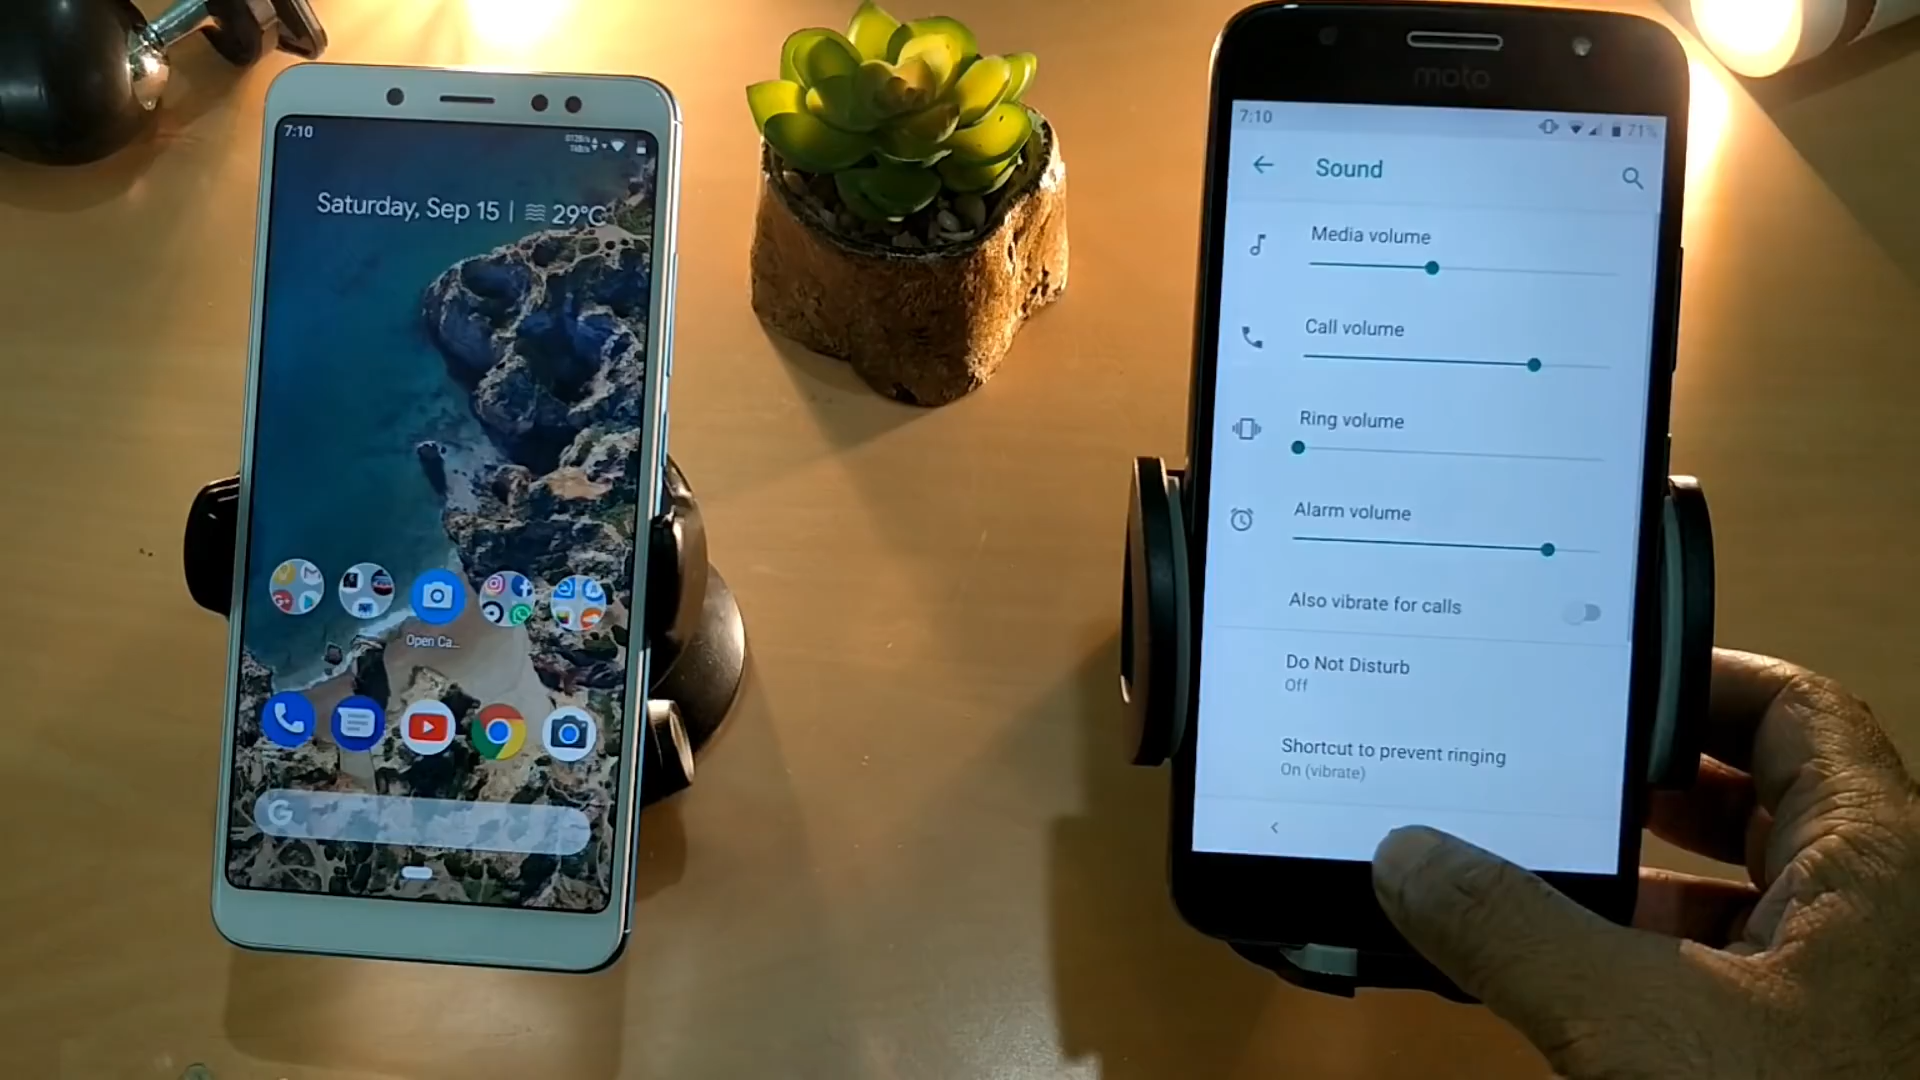 7:10
Saturday, Sep 15 | 29°C
Open Ca...
G
moto
7:10
71%
Sound
Media volume
Call volume
Ring volume
Alarm volume
Also vibrate for calls
Do Not Disturb
Off
Shortcut to prevent ringing
On (vibrate)